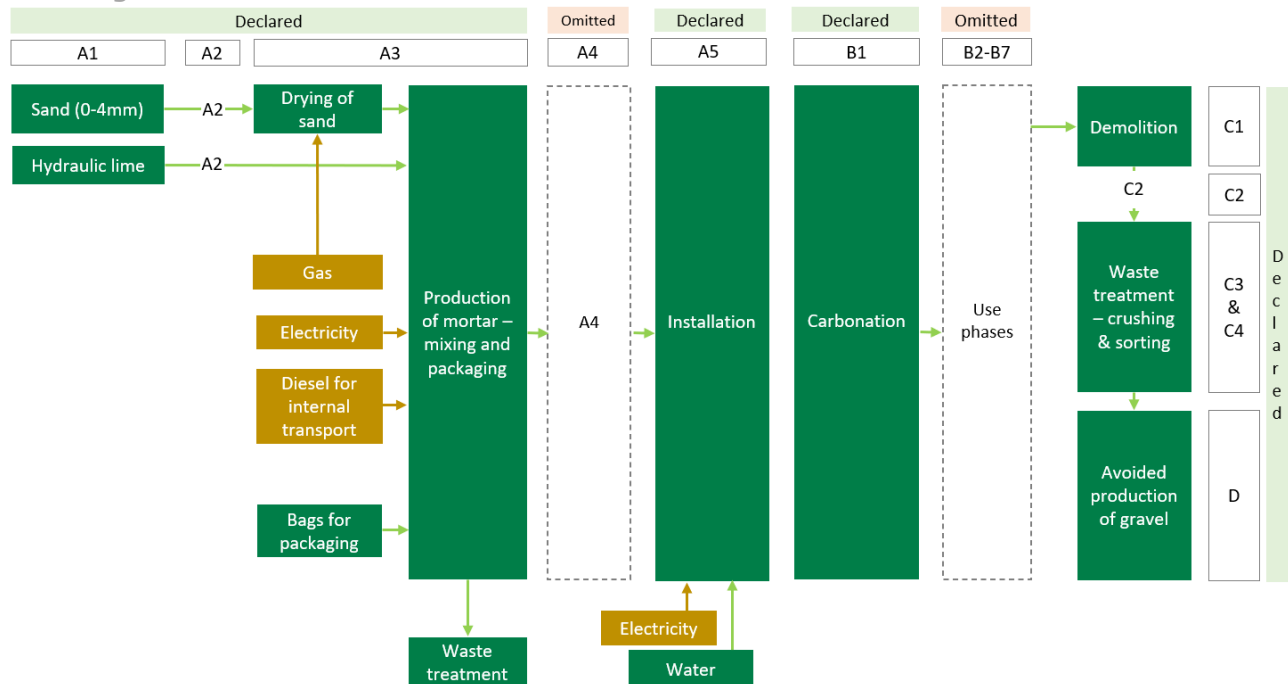 Declared
Omitted
Declared
Declared
Omitted
A1
A2
A3
A4
A5
B1
B2-B7
Sand (0-4mm)
A2
Drying of
sand
Hydraulic lime
A2
Gas
Electricity
Diesel for
internal
transport
Bags for
packaging
Production
of mortar –
mixing and
packaging
Waste
treatment
A4
Installation
Electricity
Water
Carbonation
Use
phases
Demolition
C1
C2
C2
Waste
treatment
– crushing
& sorting
C3
&
C4
Avoided
production
of gravel
D
D
e
c
l
a
r
e
d